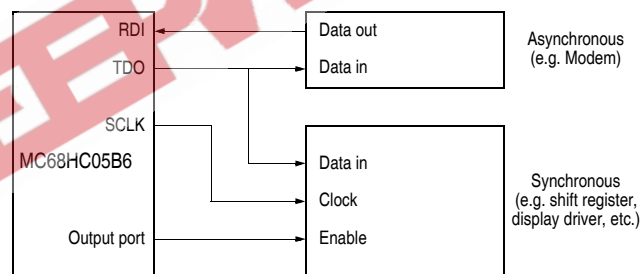 RDI
TDO
SCLK
MC68HC05B6
Output port
Data out
Data in
Asynchronous
(e.g. Modem)
Data in
Clock
Enable
Synchronous
(e.g. shift register,
display driver, etc.)